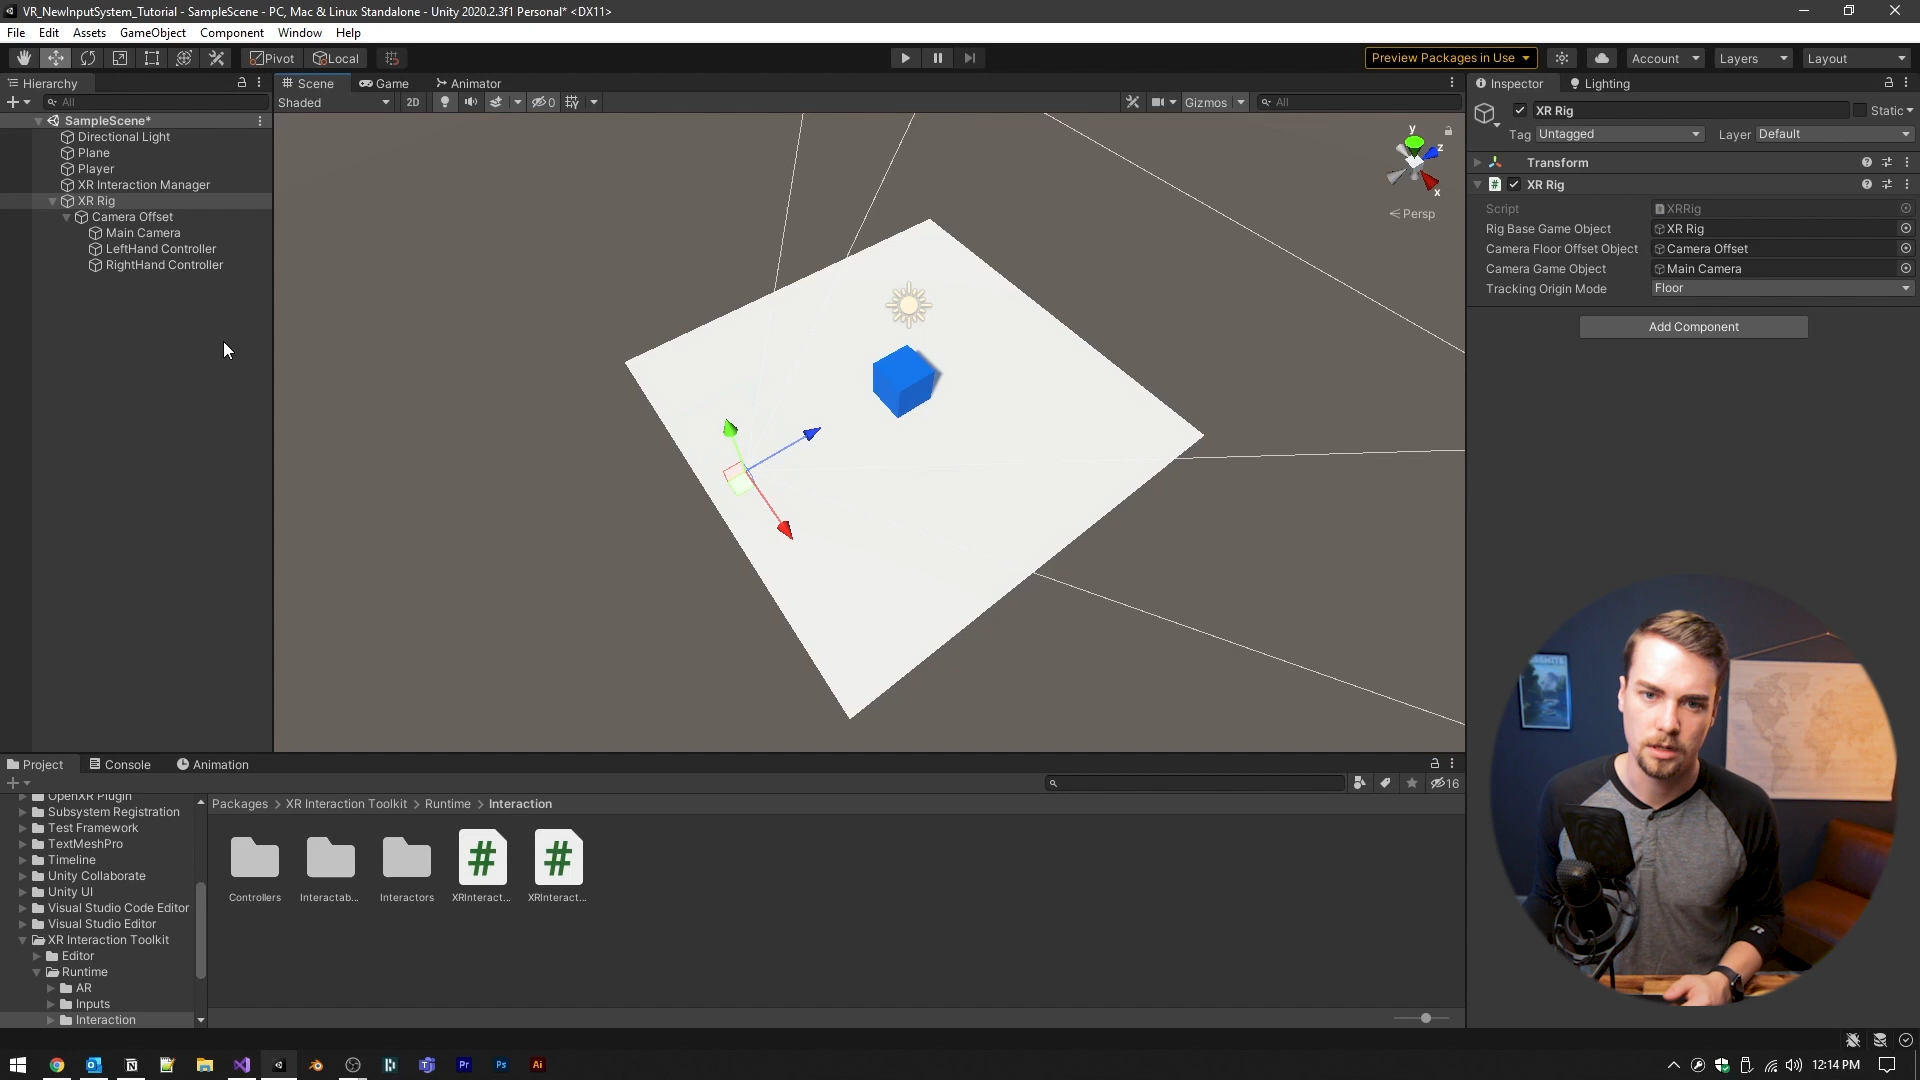 VR_NewInputSystem_Tutorial - SampleScene - PC, Mac & Linux Standalone - Unity 2020.2.3f1 Personal* <DX11>
File Edit Assets GameObject Component Window Help
Pivot Local Preview Packages in Use Account Layers Layout
Hierarchy
All
SampleScene*
Directional Light
Plane
Player
XR Interaction Manager
XR Rig
Camera Offset
Main Camera
LeftHand Controller
RightHand Controller
Scene Game Animator
Shaded 2D 0 Gizmos All
y
z
x
Persp
Inspector Lighting
XR Rig Static
Tag Untagged Layer Default
Transform
# XR Rig
Script XRRig
Rig Base Game Object XR Rig
Camera Floor Offset Object Camera Offset
Camera Game Object Main Camera
Tracking Origin Mode Floor
Add Component
Project Console Animation
16
OpenXR Plugin
Subsystem Registration
Test Framework
TextMeshPro
Timeline
Unity Collaborate
Unity UI
Visual Studio Code Editor
Visual Studio Editor
XR Interaction Toolkit
Editor
Runtime
AR
Inputs
Interaction
Packages > XR Interaction Toolkit > Runtime > Interaction
# #
Controllers Interactab... Interactors XRInteract... XRInteract...
Pr Ps Ai
12:14 PM